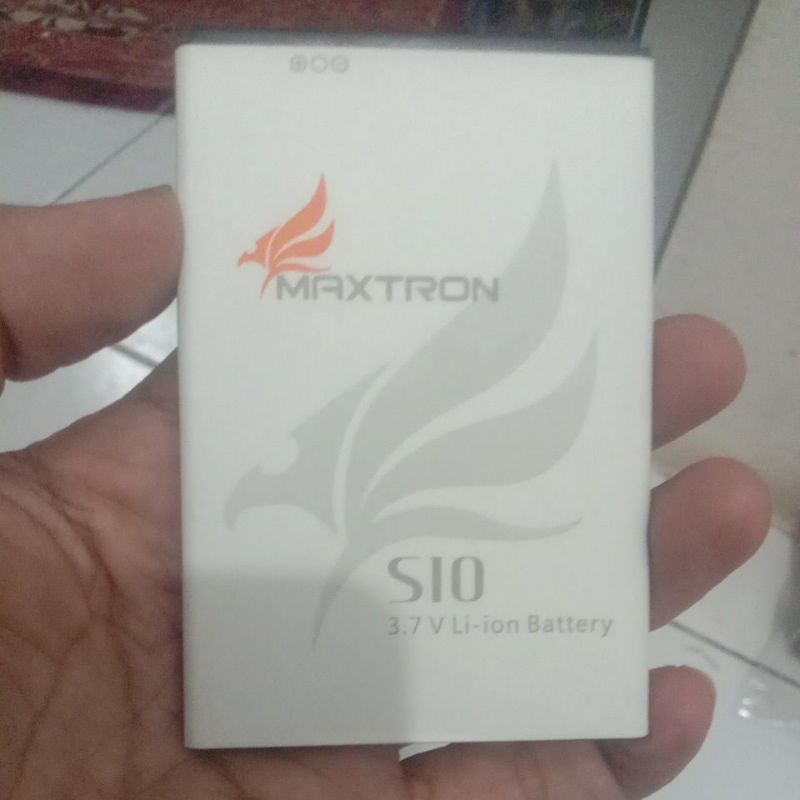 MAXTRON
S10
3.7 V Li-ion Battery